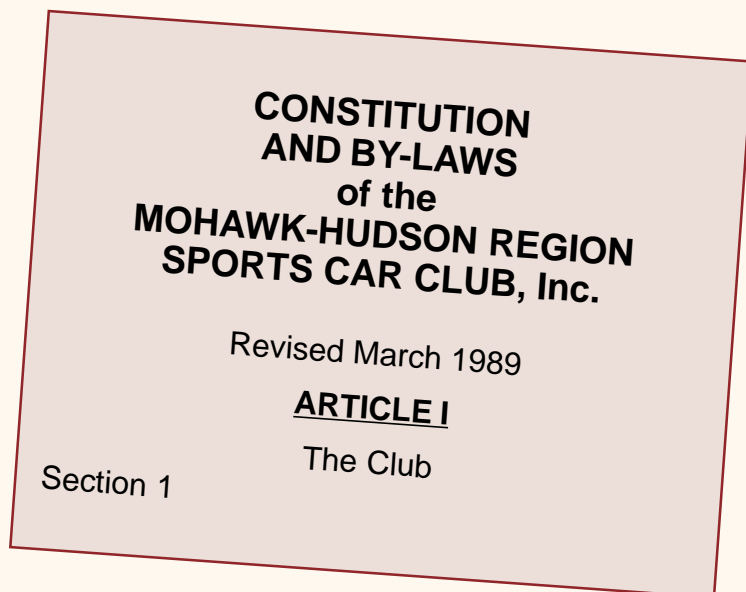 CONSTITUTION
AND BY-LAWS
of the
MOHAWK-HUDSON REGION
SPORTS CAR CLUB, Inc.
Revised March 1989
ARTICLE I
The Club
Section 1